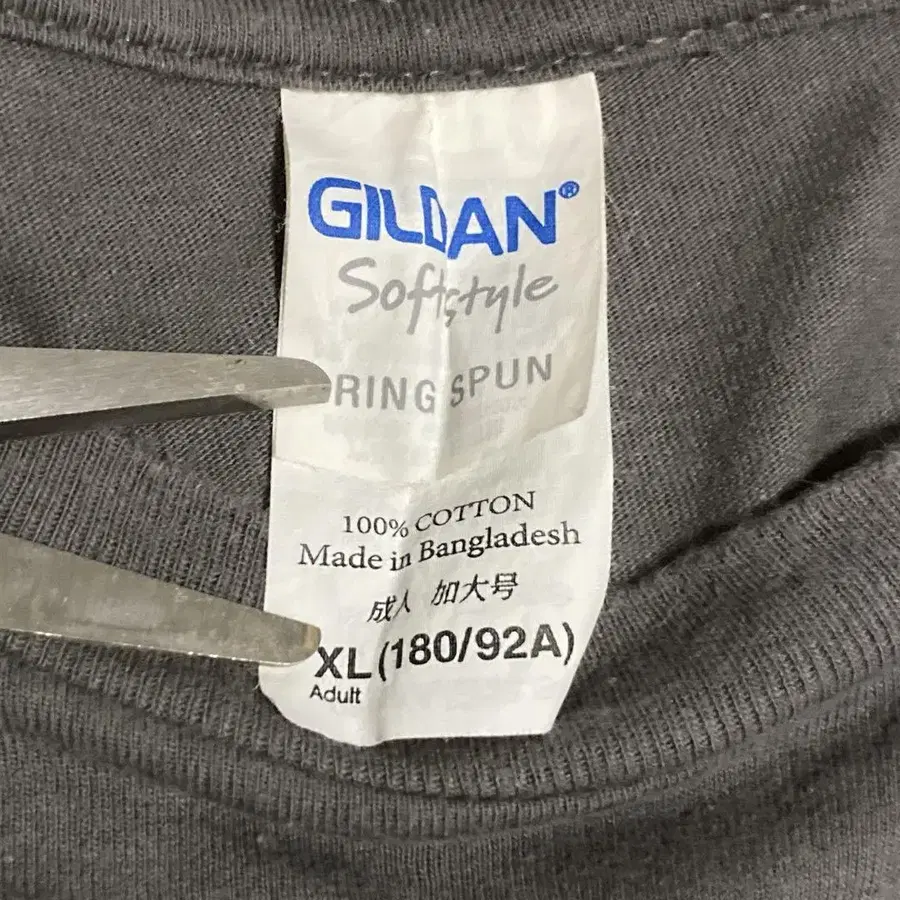 GILDAN®
Softstyle
RING SPUN
100% COTTON
Made in Bangladesh
成人 加大号
XL (180/92A)
Adult